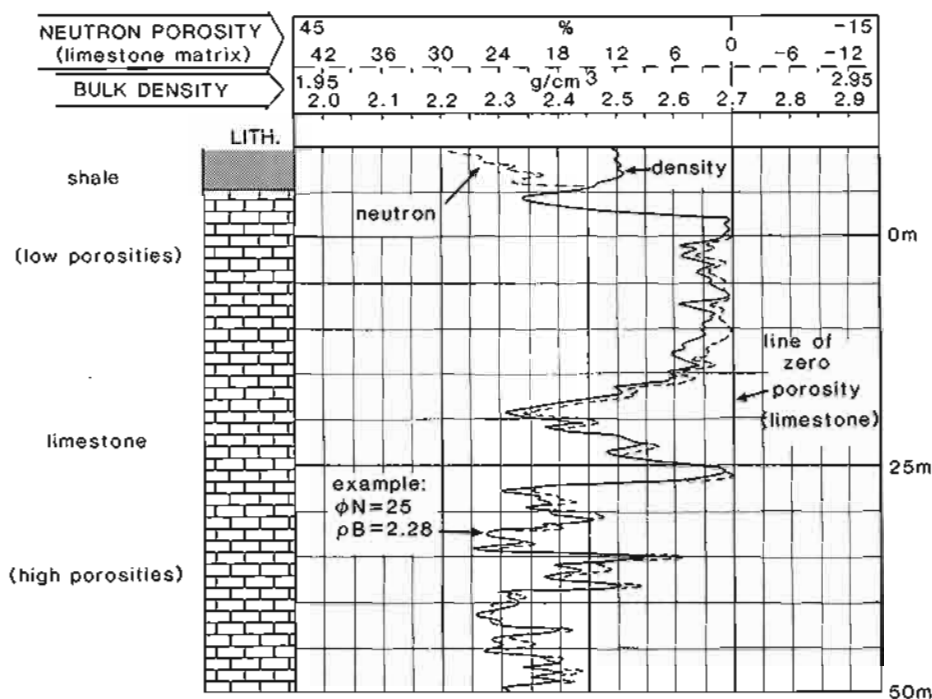 NEUTRON POROSITY
(limestone matrix)
45 % 0 -15
42 36 30 24 18 12 6 -6 -12
BULK DENSITY
1.95 g/cm3 2.95
2.0 2.1 2.2 2.3 2.4 2.5 2.6 2.7 2.8 2.9
LITH.
shale
density
neutron
(low porosities)
0m
line of
zero
porosity
(limestone)
limestone
25m
example:
φN=25
ρB=2.28
(high porosities)
50m